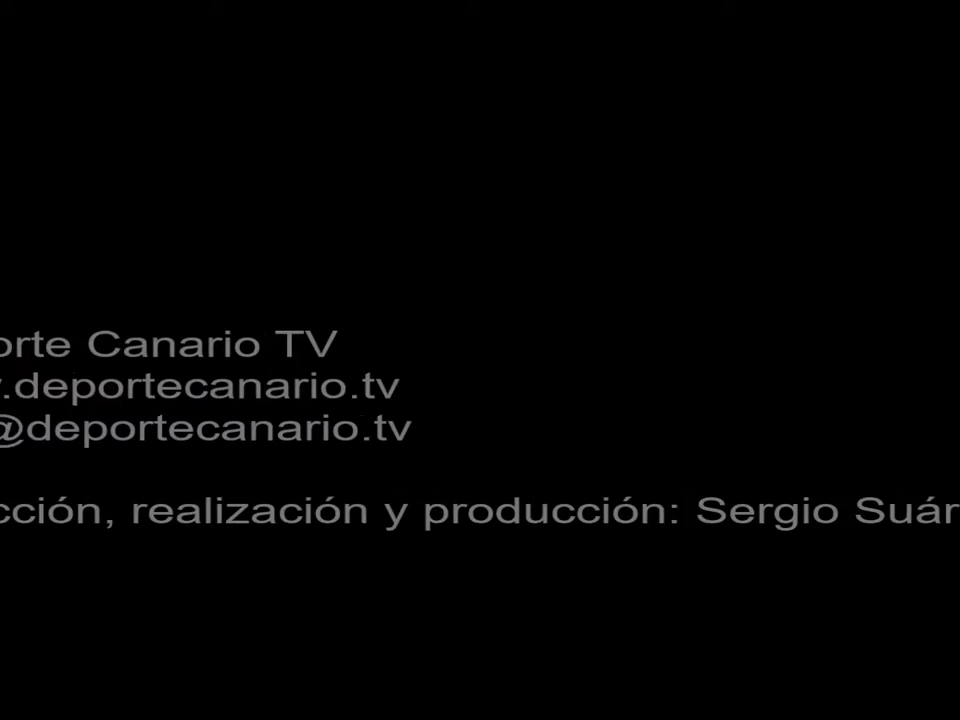 orte Canario TV
.deportecanario.tv
@deportecanario.tv
cción, realización y producción: Sergio Suár